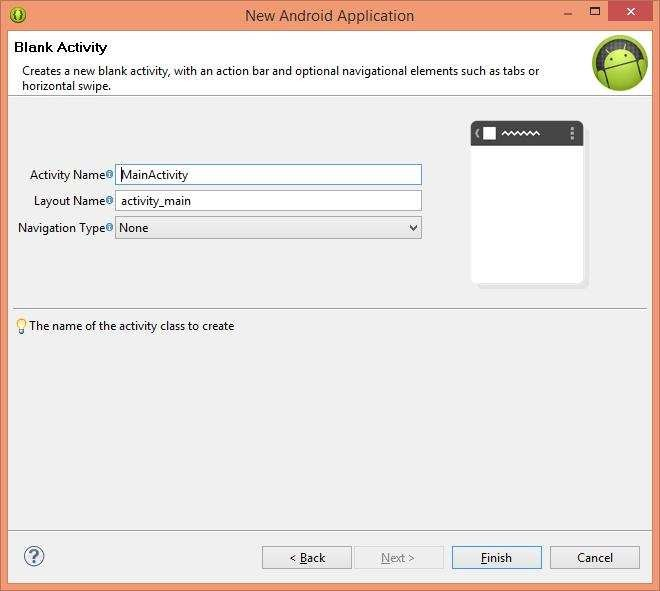 New Android Application
Blank Activity
Creates a new blank activity, with an action bar and optional navigational elements such as tabs or
horizontal swipe.
Activity Name MainActivity
Layout Name activity_main
Navigation Type None
The name of the activity class to create
< Back Next > Finish Cancel